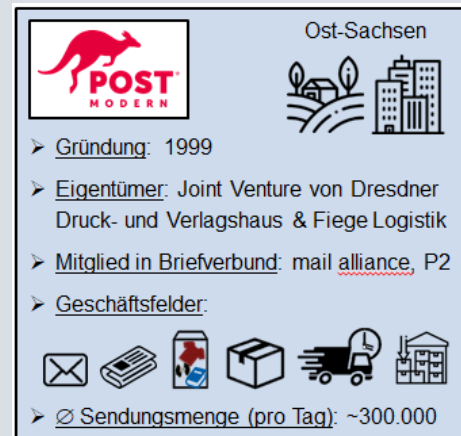 Ost-Sachsen
POST
MODERN
➢ Gründung: 1999
➢ Eigentümer: Joint Venture von Dresdner
Druck- und Verlagshaus & Fiege Logistik
➢ Mitglied in Briefverbund: mail alliance, P2
➢ Geschäftsfelder:
➢ ∅ Sendungsmenge (pro Tag): ~300.000